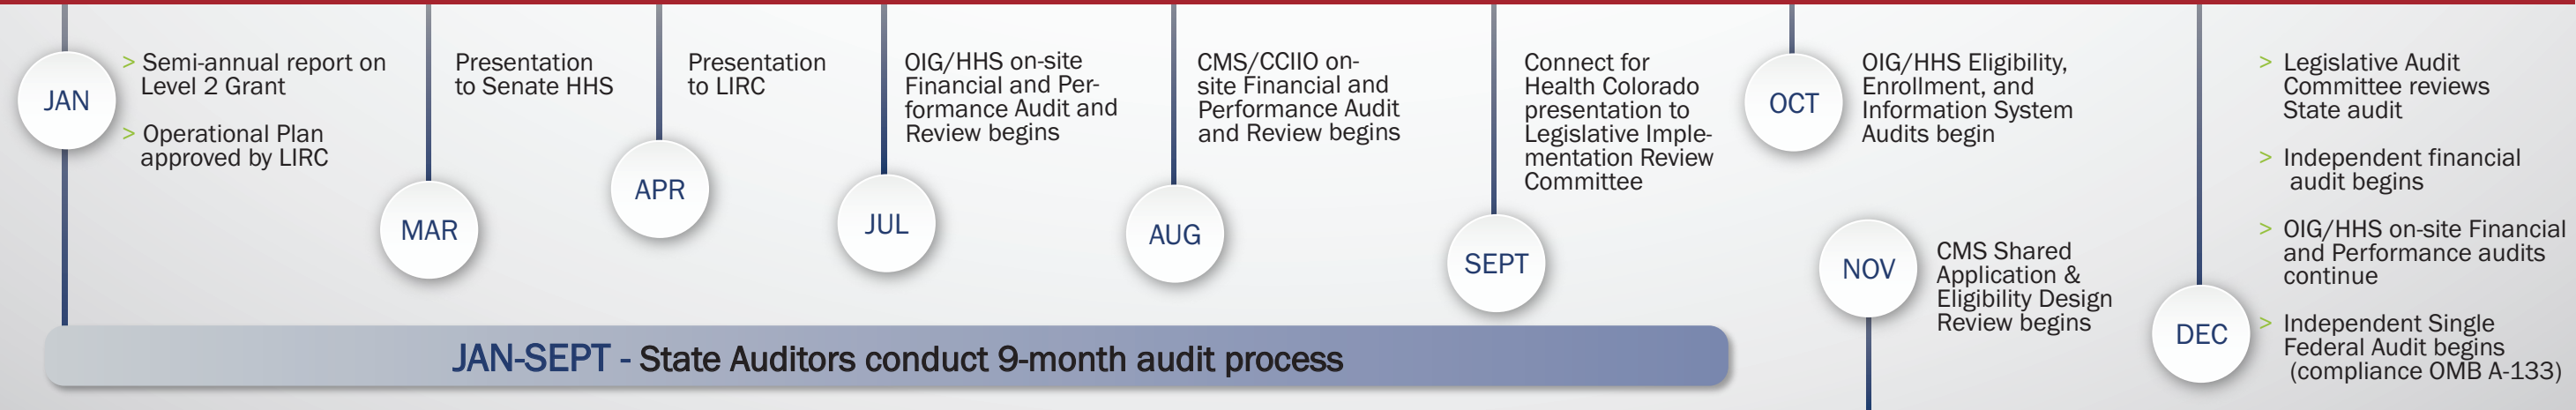 JAN
> Semi-annual report on
Level 2 Grant
> Operational Plan
approved by LIRC
MAR
Presentation
to Senate HHS
APR
Presentation
to LIRC
JUL
OIG/HHS on-site
Financial and Per-
formance Audit and
Review begins
AUG
CMS/CCIIO on-
site Financial and
Performance Audit
and Review begins
SEPT
Connect for
Health Colorado
presentation to
Legislative Imple-
mentation Review
Committee
OCT
OIG/HHS Eligibility,
Enrollment, and
Information System
Audits begin
NOV
CMS Shared
Application &
Eligibility Design
Review begins
DEC
> Legislative Audit
Committee reviews
State audit
> Independent financial
audit begins
> OIG/HHS on-site Financial
and Performance audits
continue
> Independent Single
Federal Audit begins
(compliance OMB A-133)
JAN-SEPT - State Auditors conduct 9-month audit process